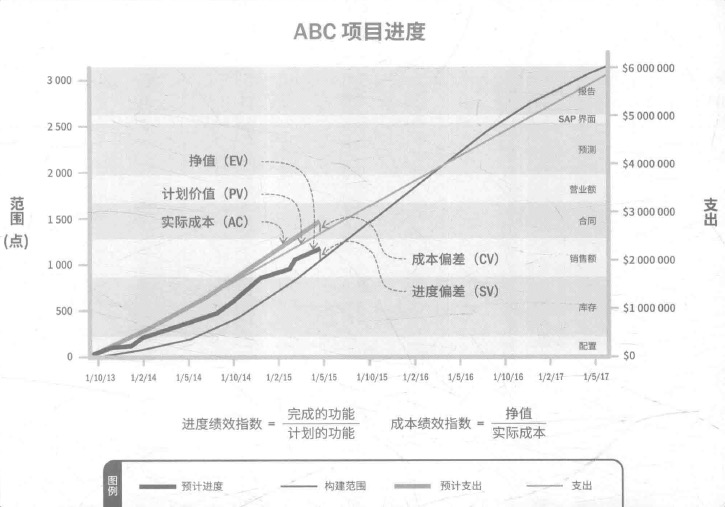 ABC 项目进度
3 000
2 500
2 000
1 500
1 000
500
0
范围
(点)
$6 000 000
$5 000 000
$4 000 000
$3 000 000
$2 000 000
$1 000 000
$0
支出
报告
SAP 界面
预测
营业额
合同
销售额
库存
配置
挣值（EV）
计划价值（PV）
实际成本（AC）
成本偏差（CV）
进度偏差（SV）
1/10/13 1/2/14 1/5/14 1/10/14 1/2/15 1/5/15 1/10/15 1/2/16 1/5/16 1/10/16 1/2/17 1/5/17
进度绩效指数 = 完成的功能 / 计划的功能
成本绩效指数 = 挣值 / 实际成本
图例
预计进度 构建范围 预计支出 支出